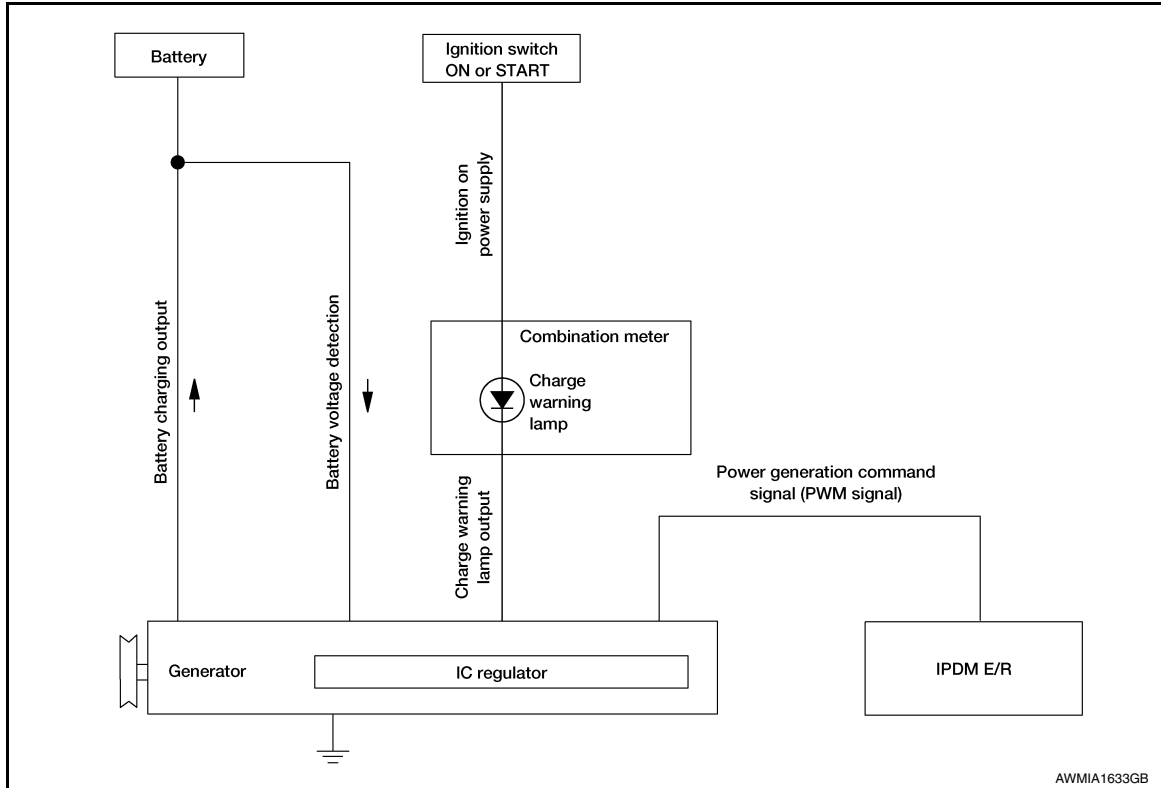 Battery
Ignition switch
ON or START
Ignition on
power supply
Battery charging output
Battery voltage detection
Combination meter
Charge
warning
lamp
Charge warning
lamp output
Power generation command
signal (PWM signal)
Generator
IC regulator
IPDM E/R
AWMIA1633GB